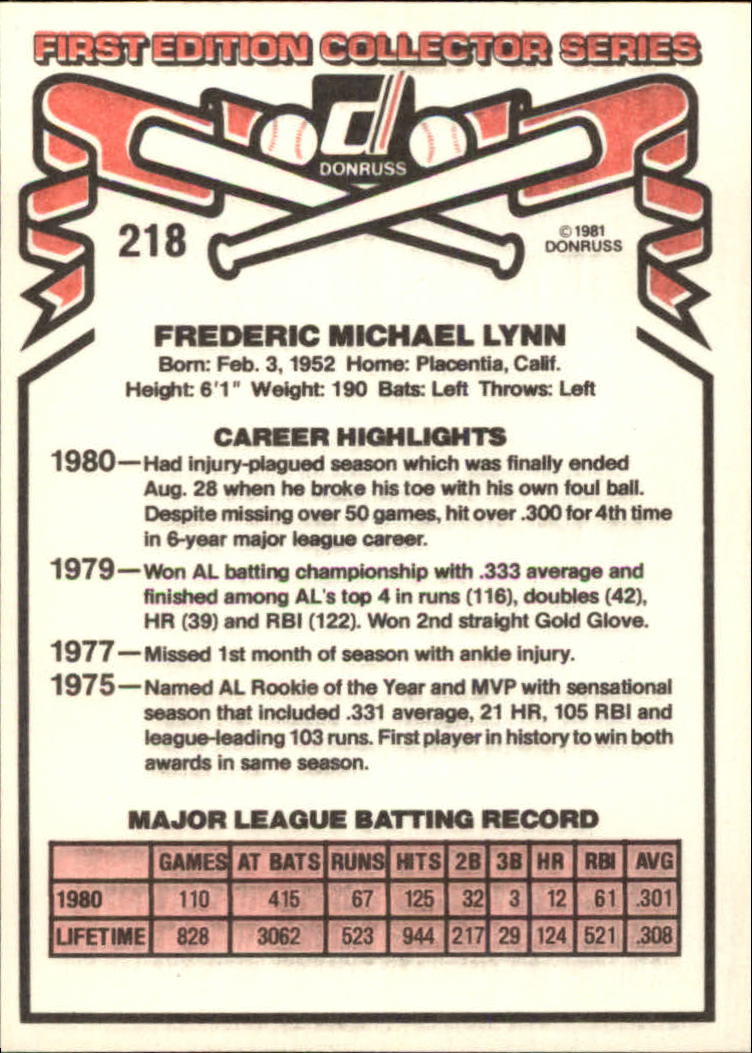 FIRST EDITION COLLECTOR SERIES
d
DONRUSS
218
© 1981
DONRUSS
FREDERIC MICHAEL LYNN
Born: Feb. 3, 1952 Home: Placentia, Calif.
Height: 6'1" Weight: 190 Bats: Left Throws: Left
CAREER HIGHLIGHTS
1980—Had injury-plagued season which was finally ended
Aug. 28 when he broke his toe with his own foul ball.
Despite missing over 50 games, hit over .300 for 4th time
in 6-year major league career.
1979—Won AL batting championship with .333 average and
finished among AL's top 4 in runs (116), doubles (42),
HR (39) and RBI (122). Won 2nd straight Gold Glove.
1977—Missed 1st month of season with ankle injury.
1975—Named AL Rookie of the Year and MVP with sensational
season that included .331 average, 21 HR, 105 RBI and
league-leading 103 runs. First player in history to win both
awards in same season.
MAJOR LEAGUE BATTING RECORD
GAMES AT BATS RUNS HITS 2B 3B HR RBI AVG
1980 110 415 67 125 32 3 12 61 .301
LIFETIME 828 3062 523 944 217 29 124 521 .308